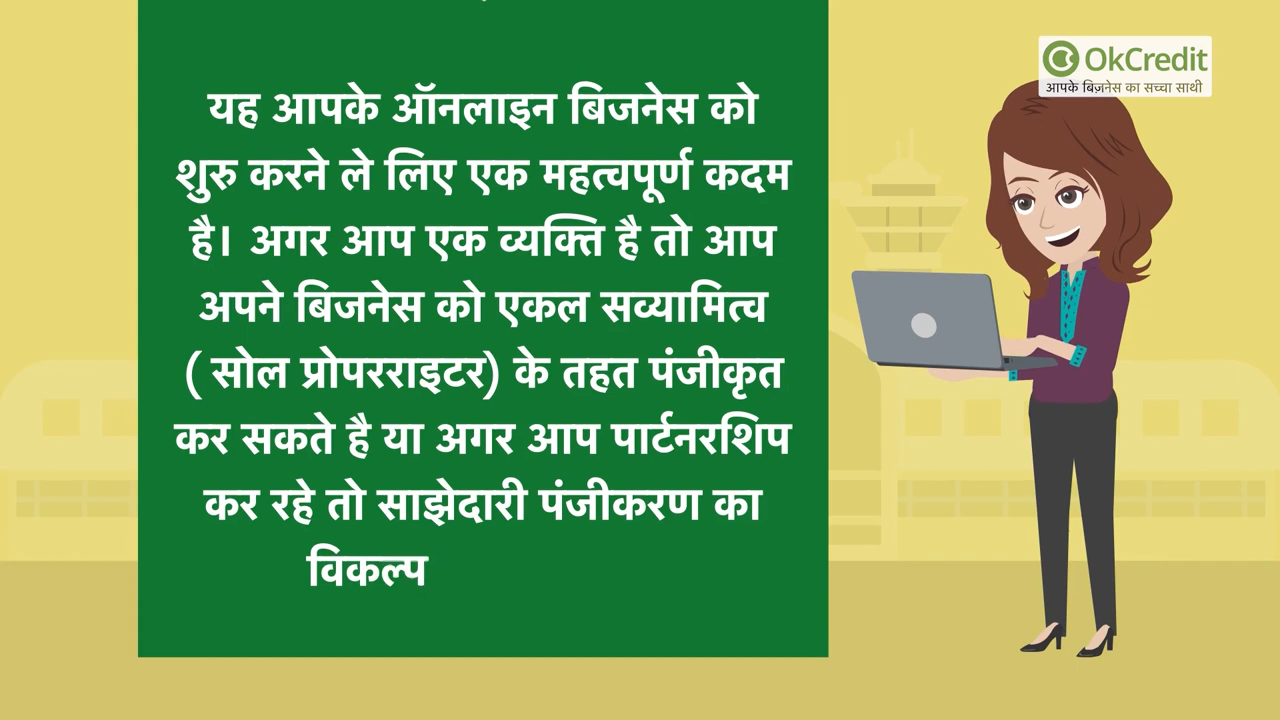 यह आपके ऑनलाइन बिजनेस को
शुरु करने ले लिए एक महत्वपूर्ण कदम
है। अगर आप एक व्यक्ति है तो आप
अपने बिजनेस को एकल सव्यामित्व
( सोल प्रोपरराइटर) के तहत पंजीकृत
कर सकते है या अगर आप पार्टनरशिप
कर रहे तो साझेदारी पंजीकरण का
विकल्प
OkCredit
आपके बिज़नेस का सच्चा साथी